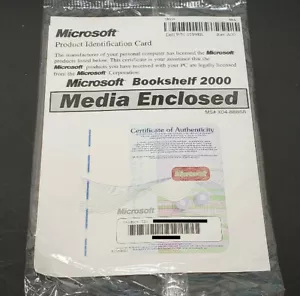 Microsoft
Product Identification Card
The manufacturer of your personal computer has licensed the Microsoft
products listed below. This certificate is your assurance that the
Microsoft products you have received with your PC are legally licensed
from the Microsoft Corporation.
Microsoft Bookshelf 2000
Media Enclosed
Certificate of Authenticity
Microsoft
Microsoft